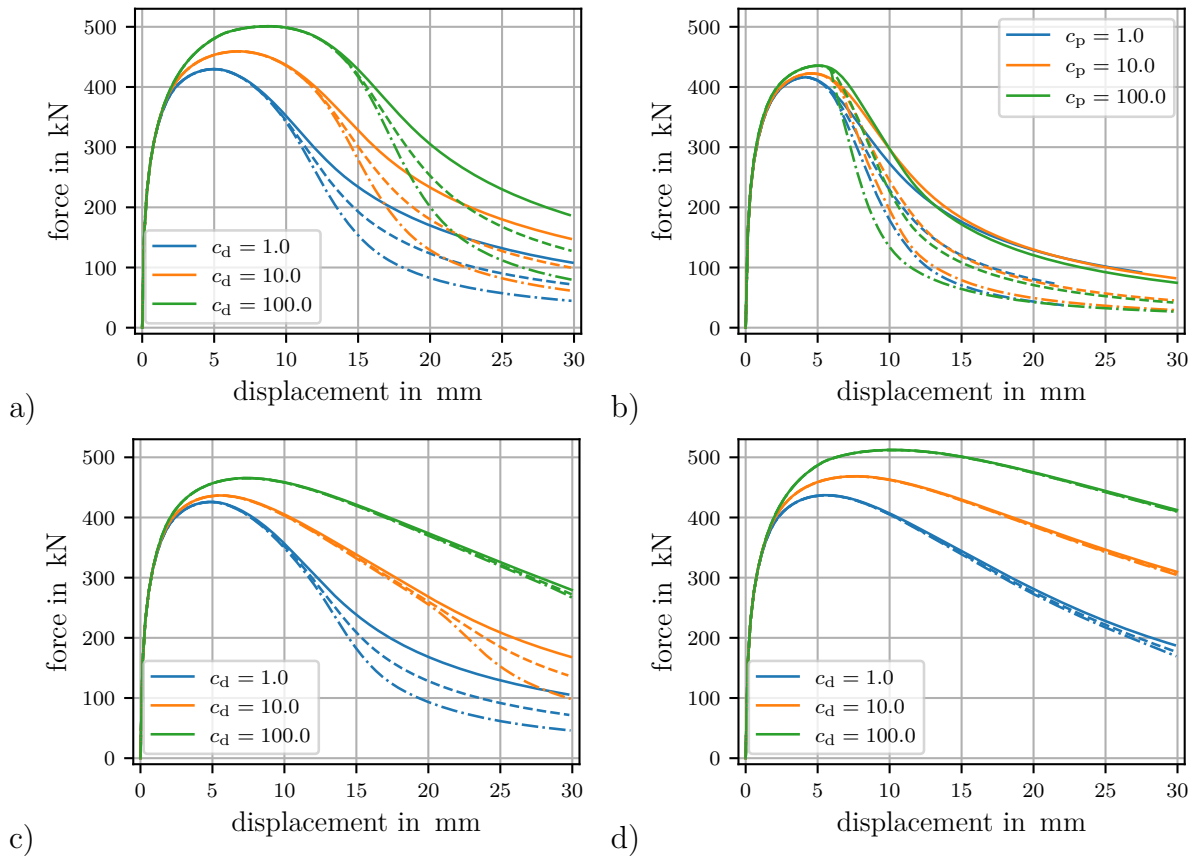 500
400
300
200
100
0
force in kN
c_d = 1.0
c_d = 10.0
c_d = 100.0
0 5 10 15 20 25 30
displacement in mm
a)
500
400
300
200
100
0
force in kN
c_p = 1.0
c_p = 10.0
c_p = 100.0
0 5 10 15 20 25 30
displacement in mm
b)
500
400
300
200
100
0
force in kN
c_d = 1.0
c_d = 10.0
c_d = 100.0
0 5 10 15 20 25 30
displacement in mm
c)
500
400
300
200
100
0
force in kN
c_d = 1.0
c_d = 10.0
c_d = 100.0
0 5 10 15 20 25 30
displacement in mm
d)